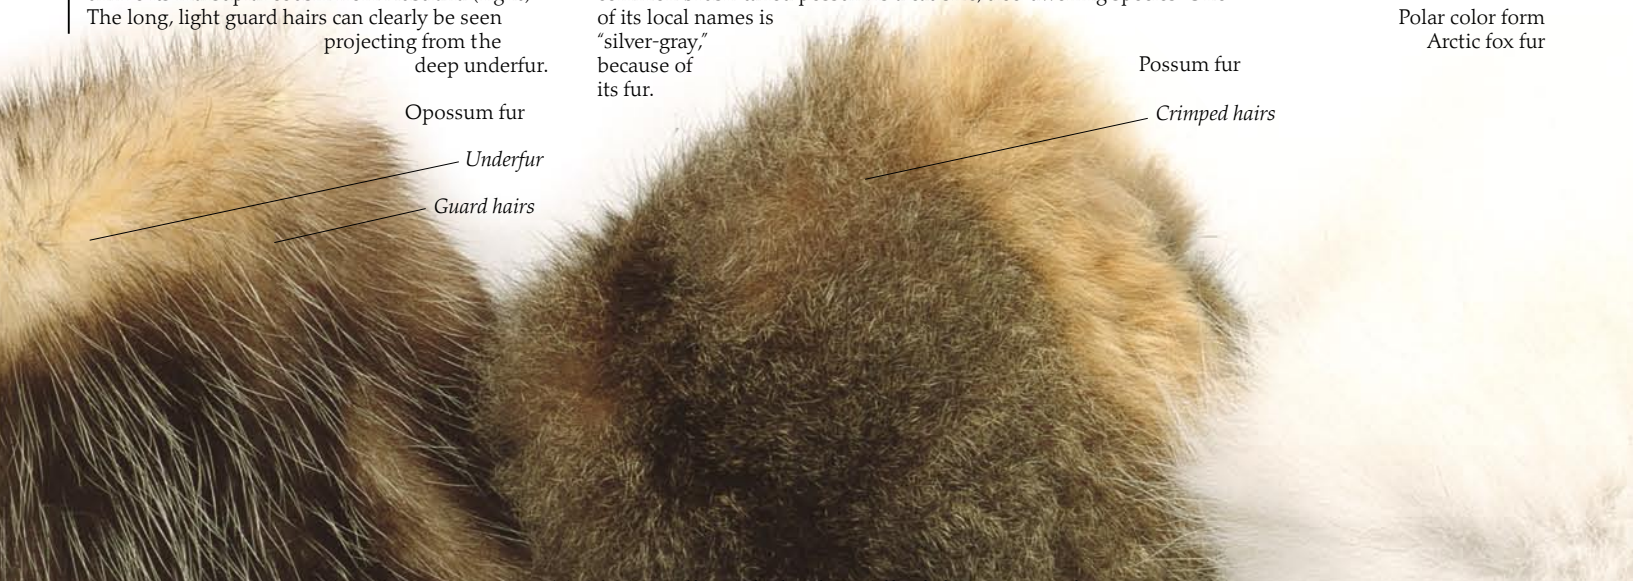 The long, light guard hairs can clearly be seen
projecting from the
deep underfur.
Opossum fur
Underfur
Guard hairs
of its local names is
“silver-gray,”
because of
its fur.
Possum fur
Crimped hairs
Polar color form
Arctic fox fur